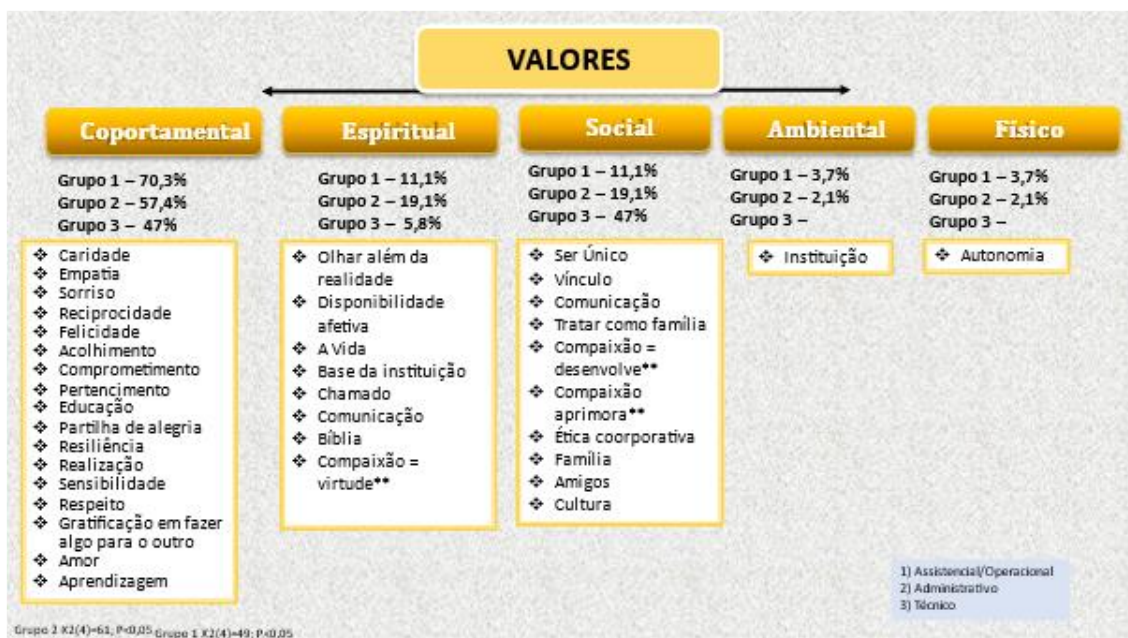 VALORES
Coportamental
Grupo 1 – 70,3%
Grupo 2 – 57,4%
Grupo 3 – 47%
❖ Caridade
❖ Empatia
❖ Sorriso
❖ Reciprocidade
❖ Felicidade
❖ Acolhimento
❖ Comprometimento
❖ Pertencimento
❖ Educação
❖ Partilha de alegria
❖ Resiliência
❖ Realização
❖ Sensibilidade
❖ Respeito
❖ Gratificação em fazer
algo para o outro
❖ Amor
❖ Aprendizagem
Espiritual
Grupo 1 – 11,1%
Grupo 2 – 19,1%
Grupo 3 – 5,8%
❖ Olhar além da
realidade
❖ Disponibilidade
afetiva
❖ A Vida
❖ Base da instituição
❖ Chamado
❖ Comunicação
❖ Bíblia
❖ Compaixão =
virtude**
Social
Grupo 1 – 11,1%
Grupo 2 – 19,1%
Grupo 3 – 47%
❖ Ser Único
❖ Vínculo
❖ Comunicação
❖ Tratar como família
❖ Compaixão =
desenvolve**
❖ Compaixão
aprimora**
❖ Ética coorporativa
❖ Família
❖ Amigos
❖ Cultura
Ambiental
Grupo 1 – 3,7%
Grupo 2 – 2,1%
Grupo 3 –
❖ Instituição
Físico
Grupo 1 – 3,7%
Grupo 2 – 2,1%
Grupo 3 –
❖ Autonomia
1) Assistencial/Operacional
2) Administrativo
3) Técnico
Grupo 2 X2(4)=61; P<0,05 Grupo 1 X2(4)=49; P<0,05